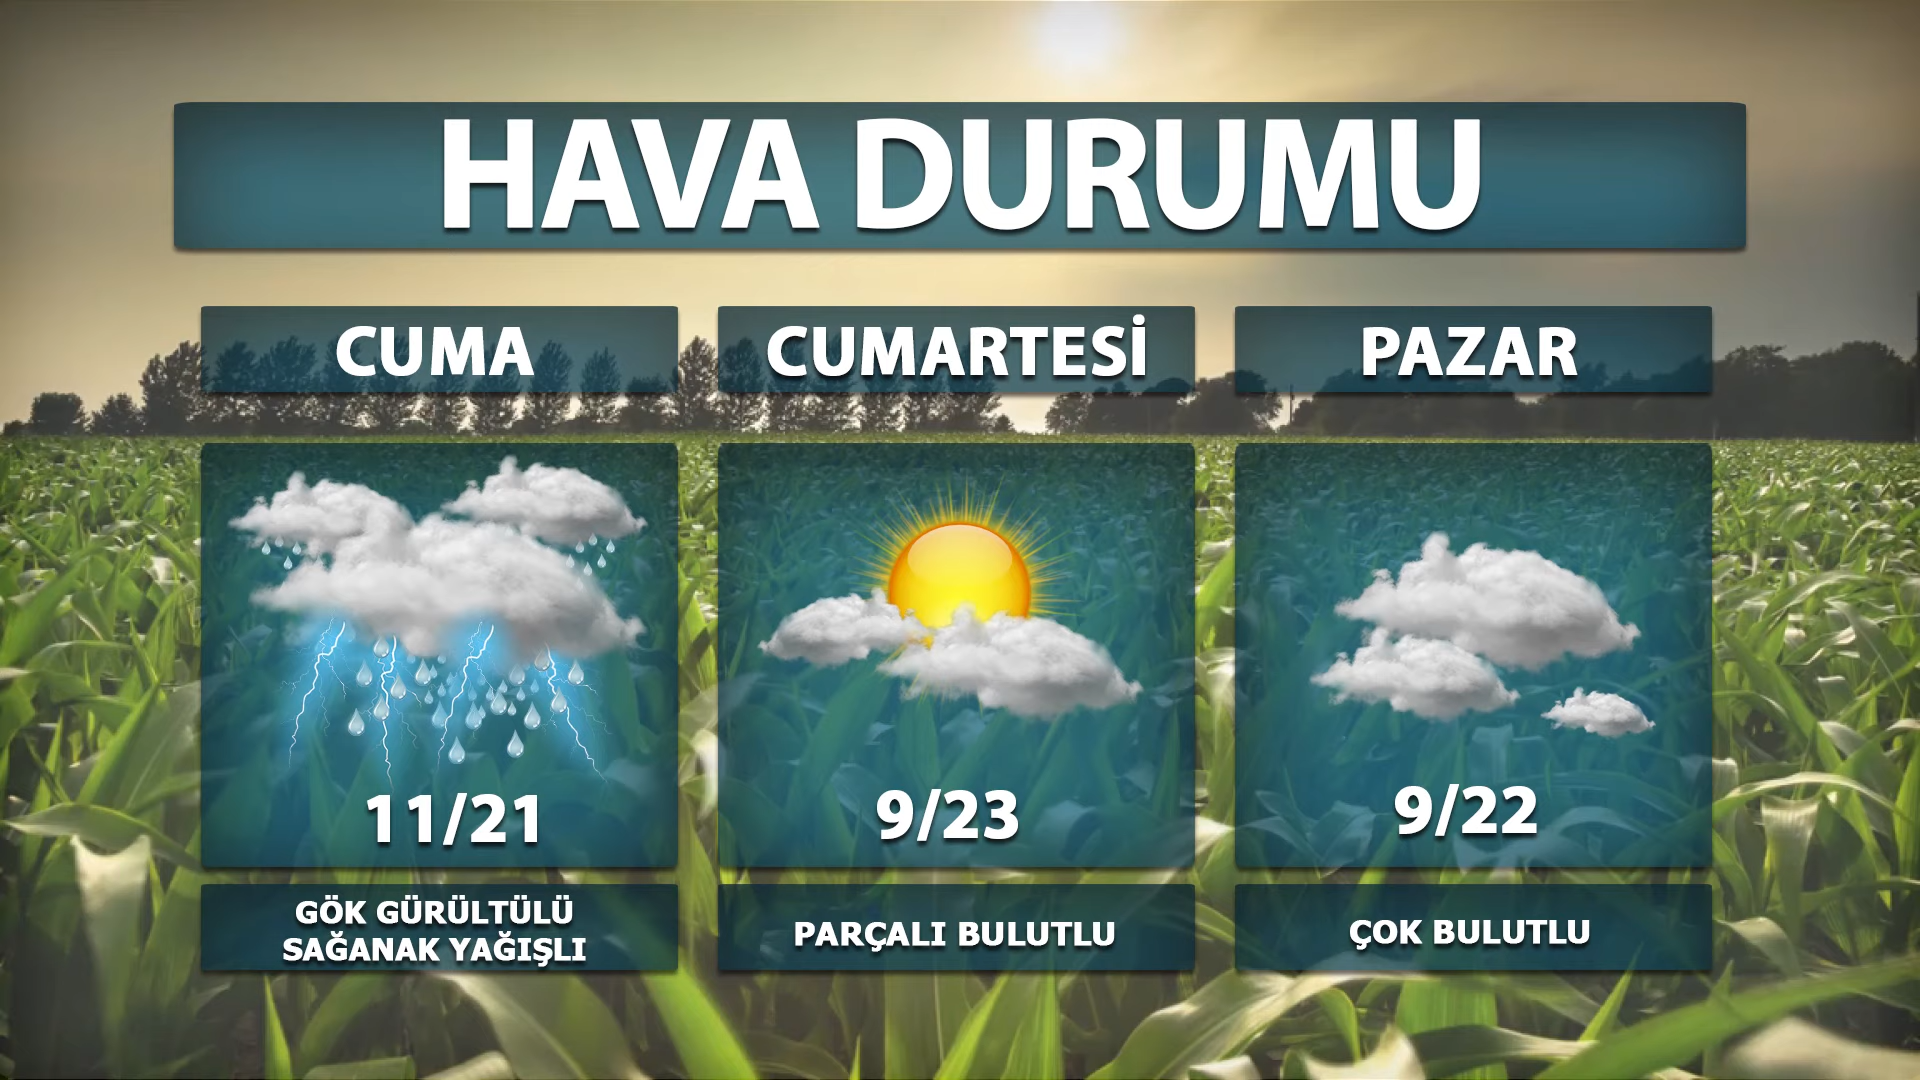 HAVA DURUMU
CUMA
CUMARTESİ
PAZAR
11/21
9/23
9/22
GÖK GÜRÜLTÜLÜ
SAĞANAK YAĞIŞLI
PARÇALI BULUTLU
ÇOK BULUTLU